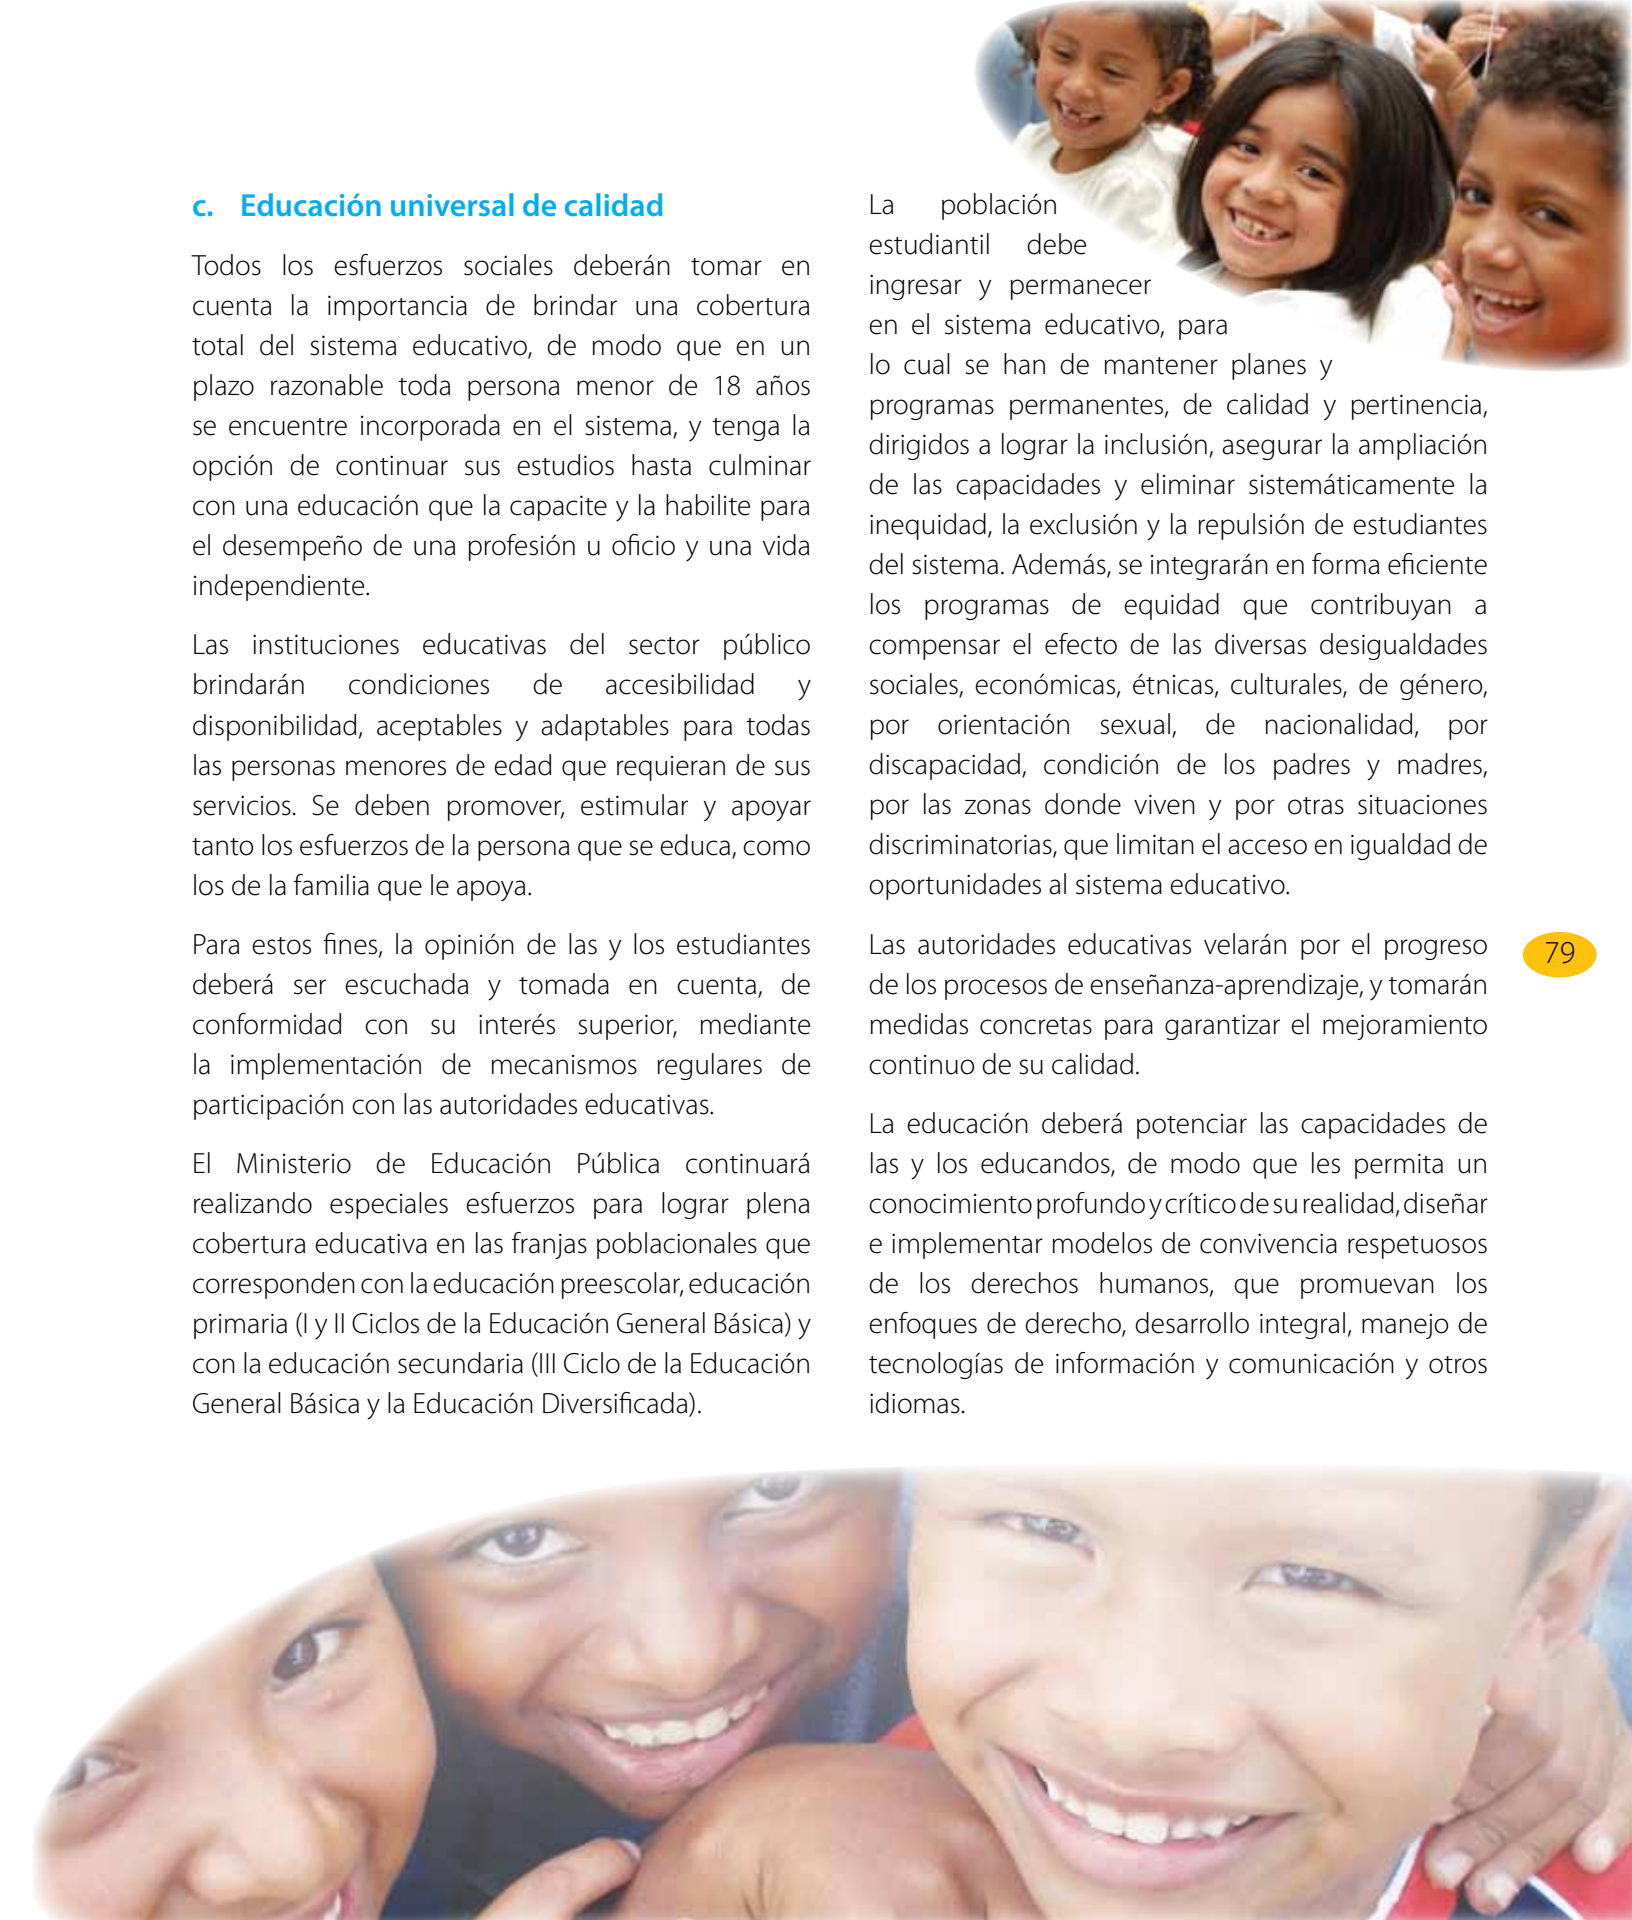 c. Educación universal de calidad
Todos los esfuerzos sociales deberán tomar en
cuenta la importancia de brindar una cobertura
total del sistema educativo, de modo que en un
plazo razonable toda persona menor de 18 años
se encuentre incorporada en el sistema, y tenga la
opción de continuar sus estudios hasta culminar
con una educación que la capacite y la habilite para
el desempeño de una profesión u oficio y una vida
independiente.
Las instituciones educativas del sector público
brindarán condiciones de accesibilidad y
disponibilidad, aceptables y adaptables para todas
las personas menores de edad que requieran de sus
servicios. Se deben promover, estimular y apoyar
tanto los esfuerzos de la persona que se educa, como
los de la familia que le apoya.
Para estos fines, la opinión de las y los estudiantes
deberá ser escuchada y tomada en cuenta, de
conformidad con su interés superior, mediante
la implementación de mecanismos regulares de
participación con las autoridades educativas.
El Ministerio de Educación Pública continuará
realizando especiales esfuerzos para lograr plena
cobertura educativa en las franjas poblacionales que
corresponden con la educación preescolar, educación
primaria (I y II Ciclos de la Educación General Básica) y
con la educación secundaria (III Ciclo de la Educación
General Básica y la Educación Diversificada).
La población
estudiantil debe
ingresar y permanecer
en el sistema educativo, para
lo cual se han de mantener planes y
programas permanentes, de calidad y pertinencia,
dirigidos a lograr la inclusión, asegurar la ampliación
de las capacidades y eliminar sistemáticamente la
inequidad, la exclusión y la repulsión de estudiantes
del sistema. Además, se integrarán en forma eficiente
los programas de equidad que contribuyan a
compensar el efecto de las diversas desigualdades
sociales, económicas, étnicas, culturales, de género,
por orientación sexual, de nacionalidad, por
discapacidad, condición de los padres y madres,
por las zonas donde viven y por otras situaciones
discriminatorias, que limitan el acceso en igualdad de
oportunidades al sistema educativo.
Las autoridades educativas velarán por el progreso
de los procesos de enseñanza-aprendizaje, y tomarán
medidas concretas para garantizar el mejoramiento
continuo de su calidad.
La educación deberá potenciar las capacidades de
las y los educandos, de modo que les permita un
conocimiento profundo y crítico de su realidad, diseñar
e implementar modelos de convivencia respetuosos
de los derechos humanos, que promuevan los
enfoques de derecho, desarrollo integral, manejo de
tecnologías de información y comunicación y otros
idiomas.
79